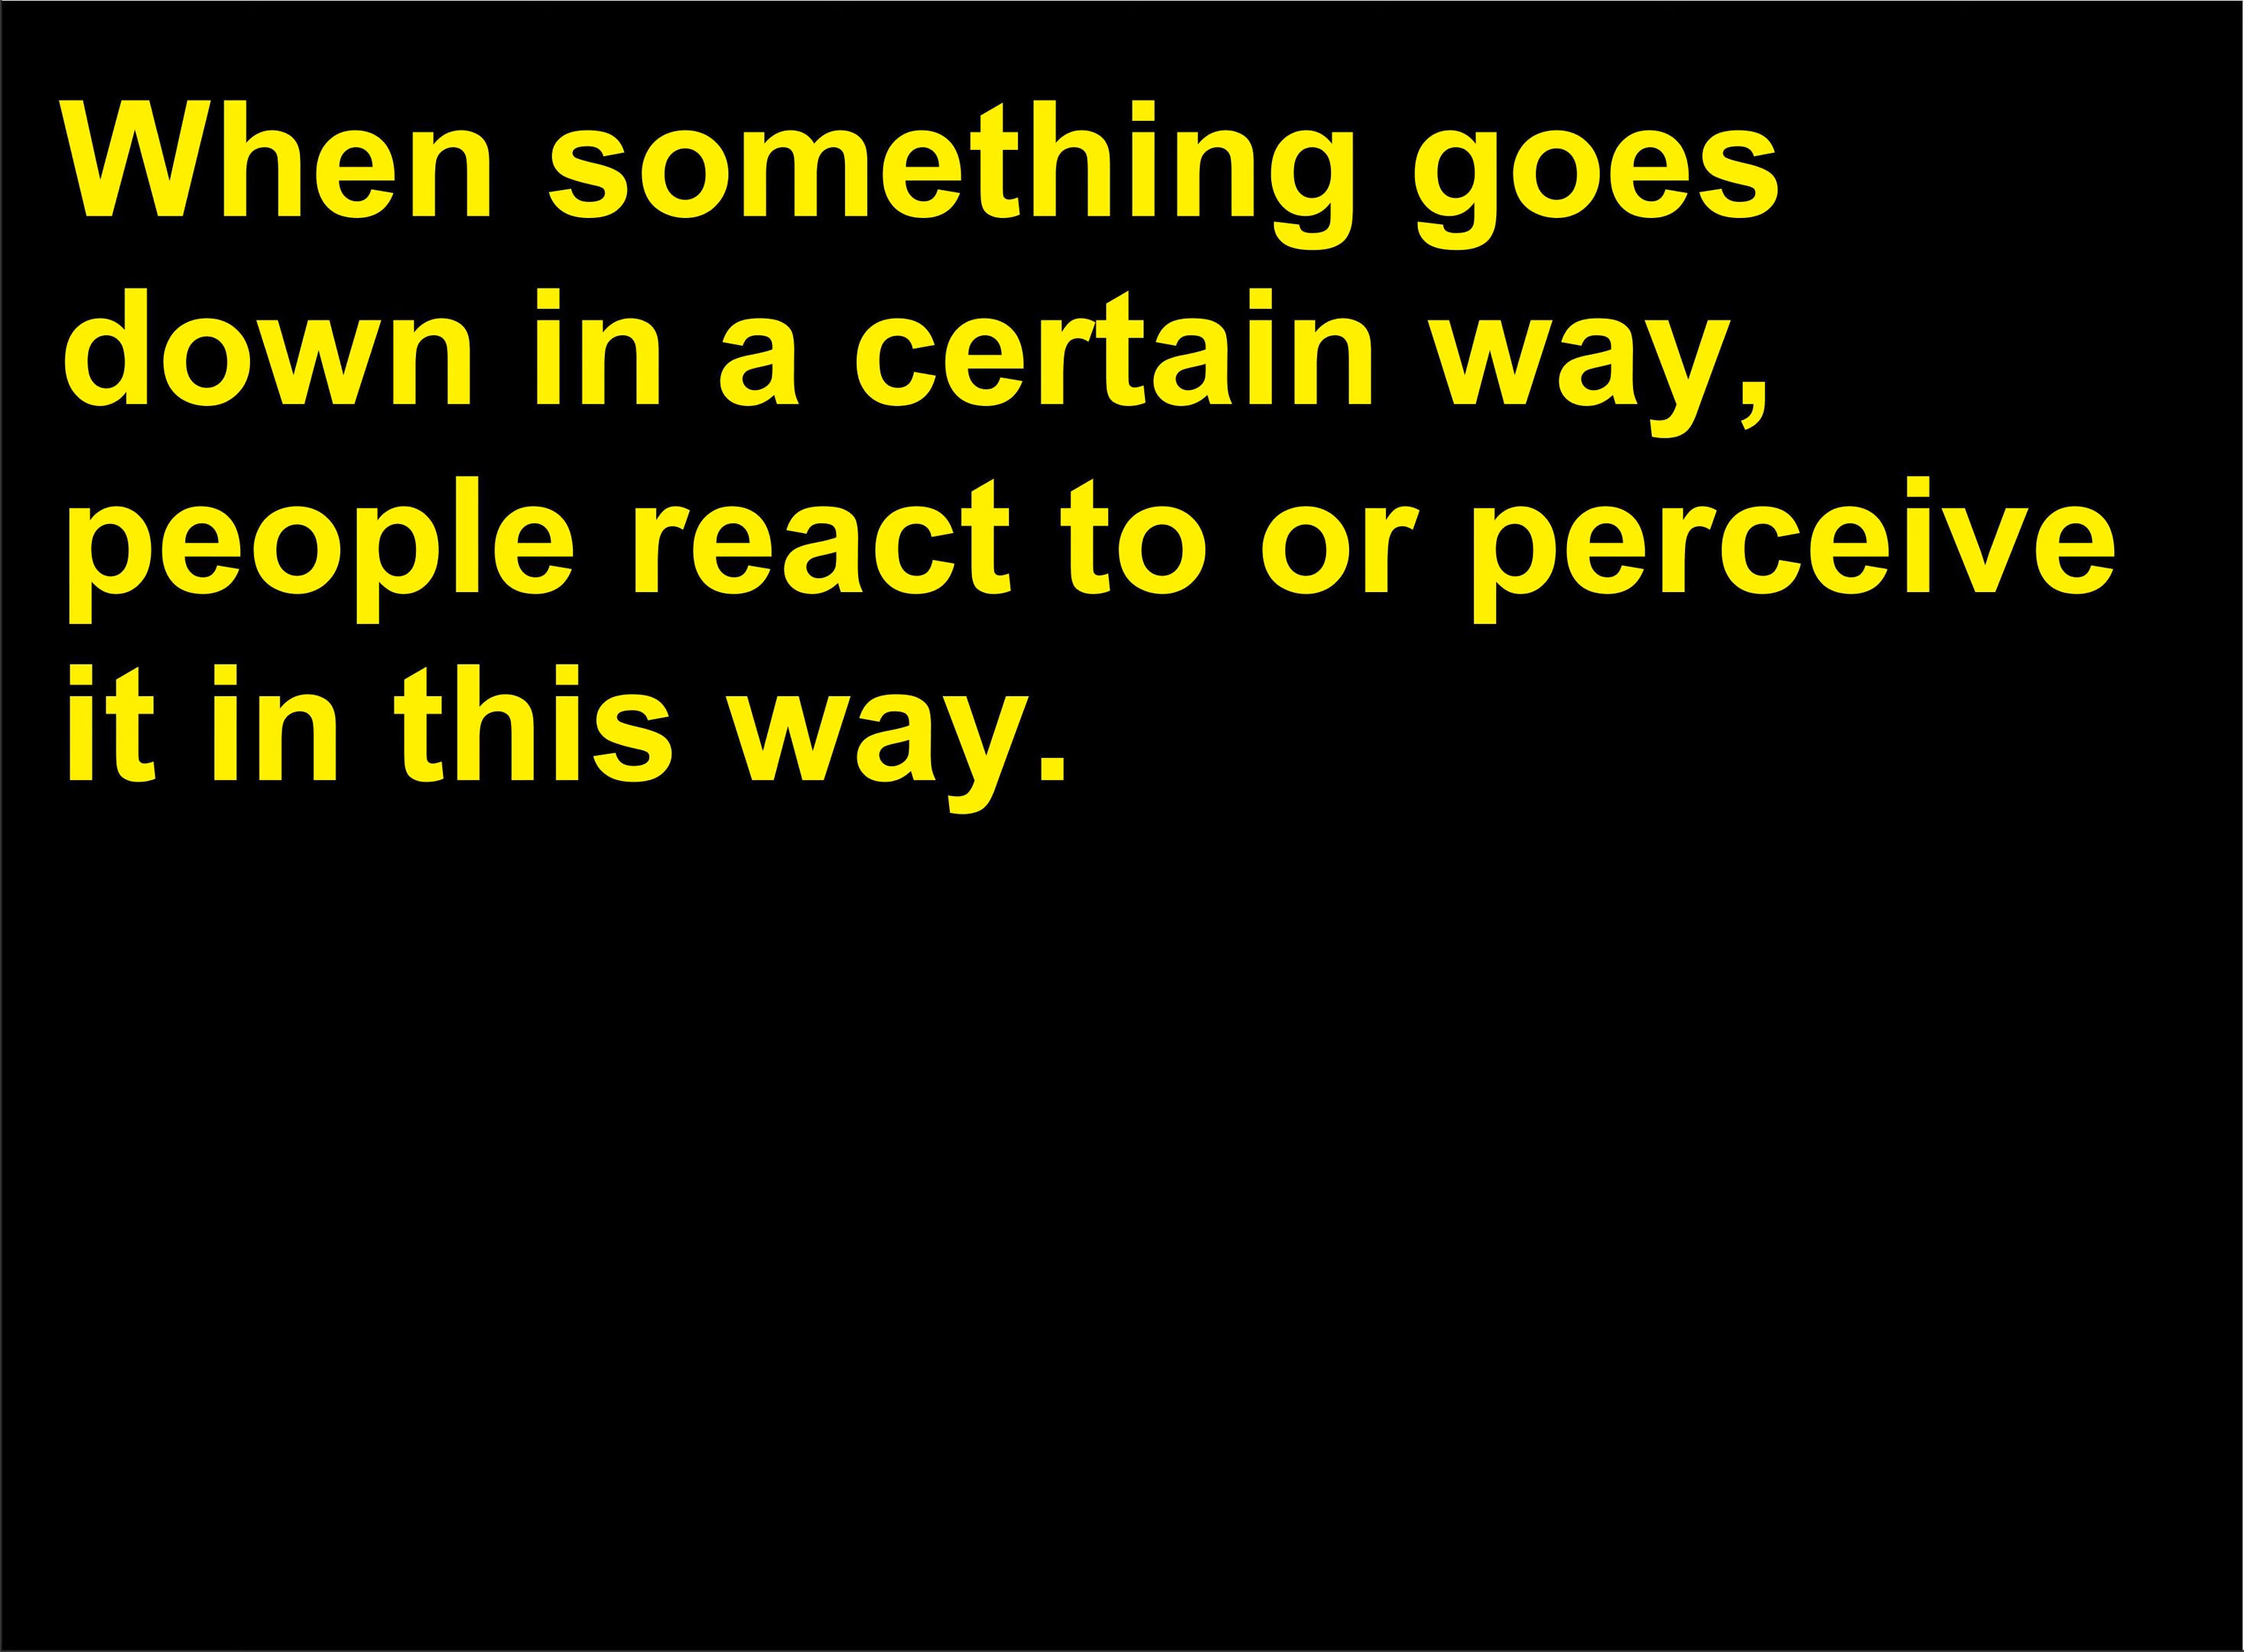 When something goes
down in a certain way,
people react to or perceive
it in this way.